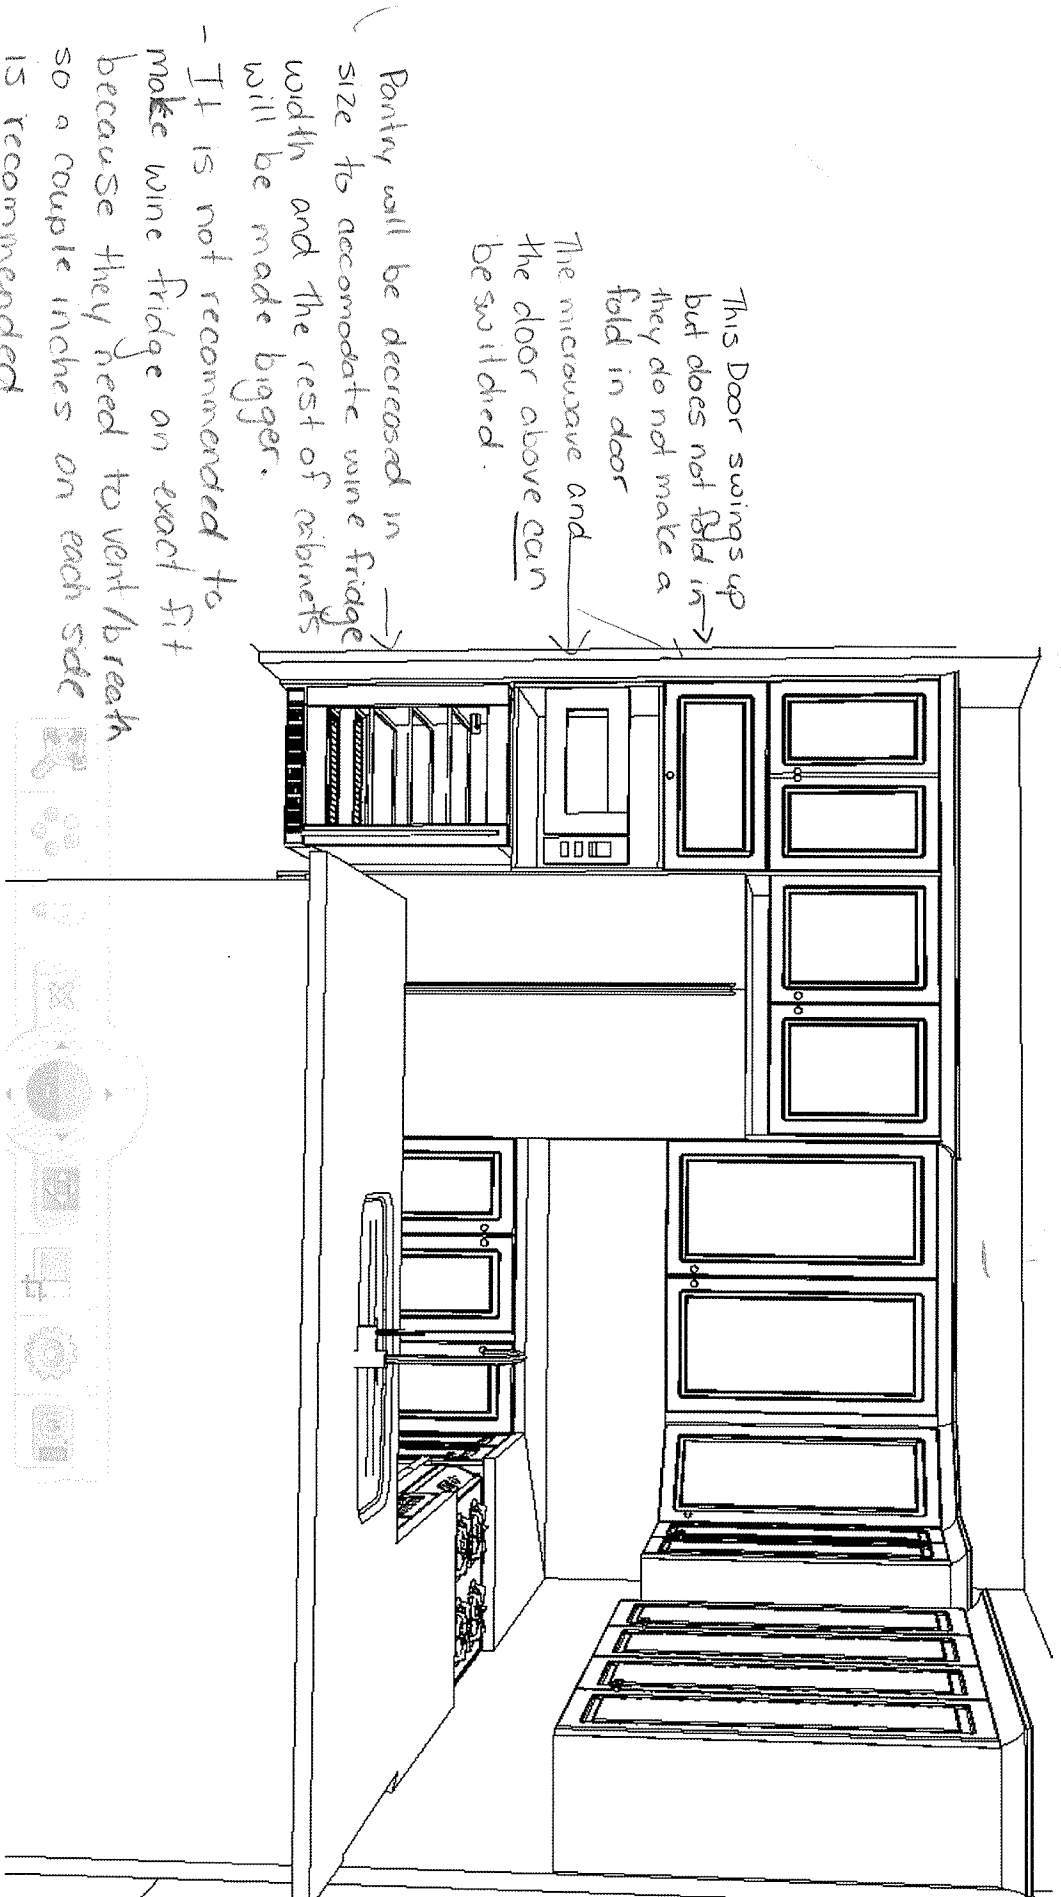 This Door swings up
but does not fold in
they do not make a
fold in door
The microwave and
the door above can
be switched.
Pantry will be decreased in
size to accomodate wine fridge
width and the rest of cabinets
will be made bigger.
- It is not recommended to
make wine fridge an exact fit
because they need to vent/breath
so a couple inches on each side
is recommended